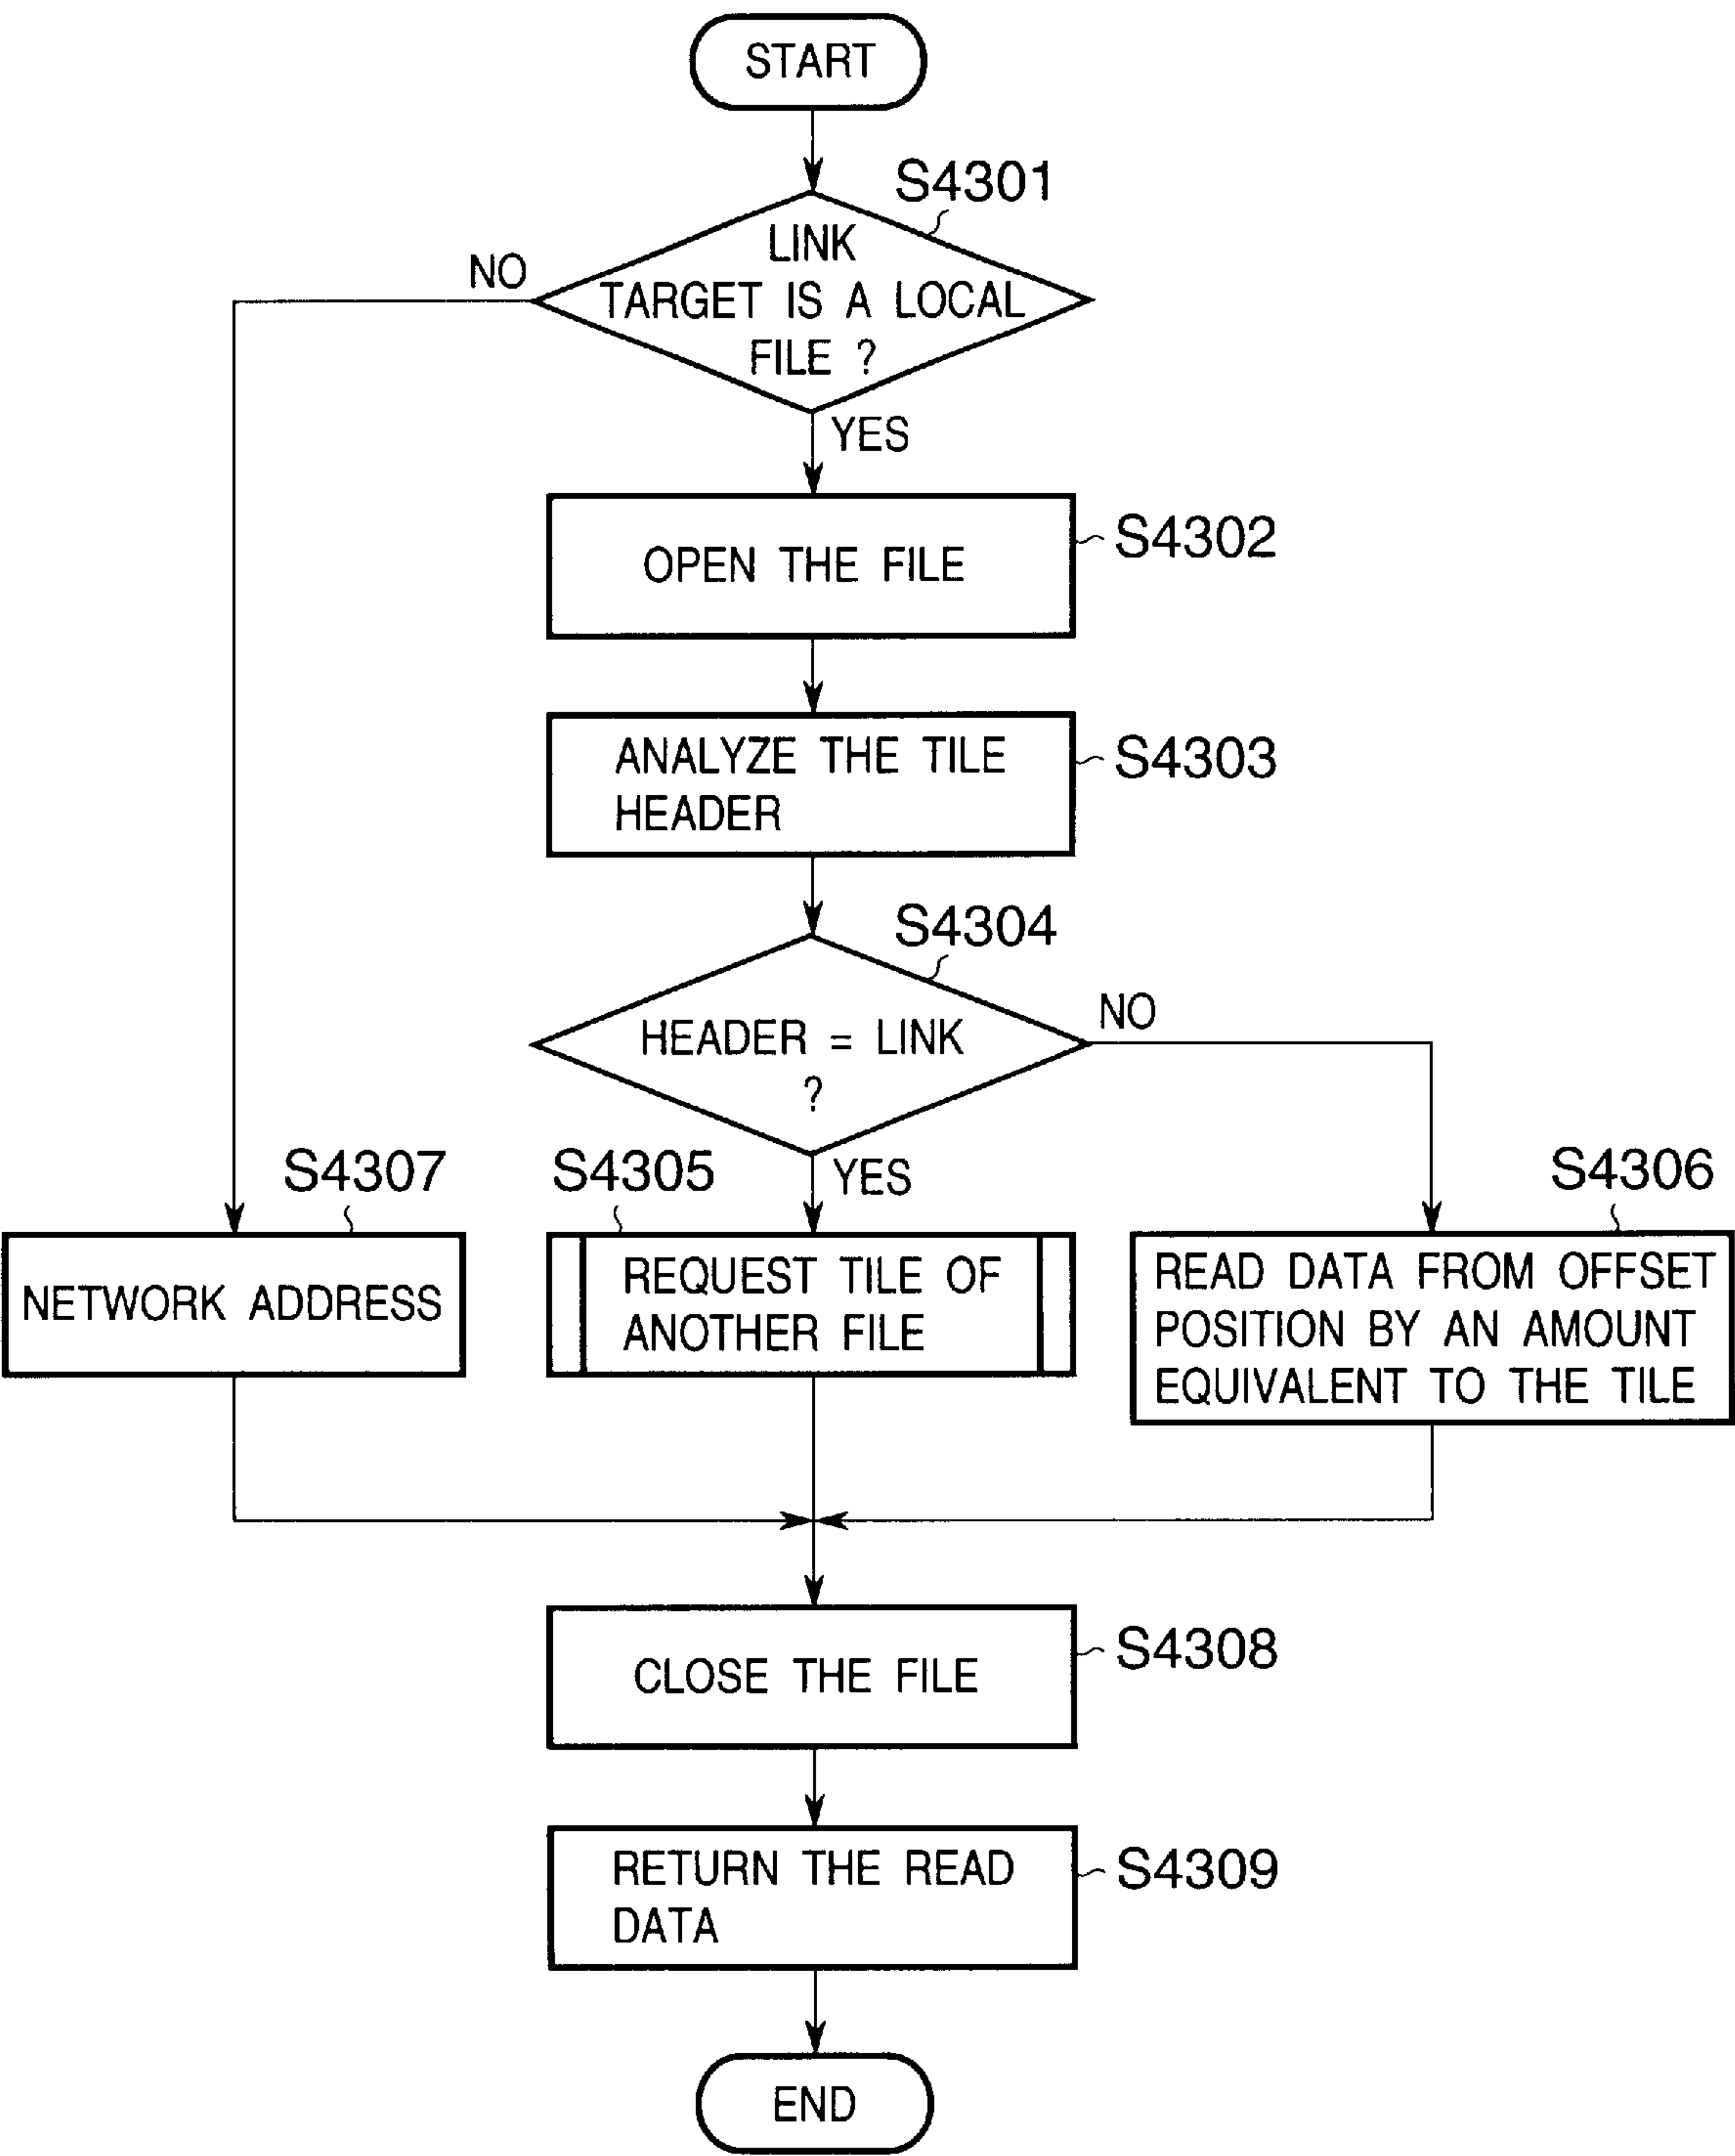 START
S4301
LINK
TARGET IS A LOCAL
FILE ?
NO
YES
OPEN THE FILE
S4302
ANALYZE THE TILE
HEADER
S4303
S4304
HEADER = LINK
?
NO
YES
S4307
NETWORK ADDRESS
S4305
REQUEST TILE OF
ANOTHER FILE
S4306
READ DATA FROM OFFSET
POSITION BY AN AMOUNT
EQUIVALENT TO THE TILE
CLOSE THE FILE
S4308
RETURN THE READ
DATA
S4309
END